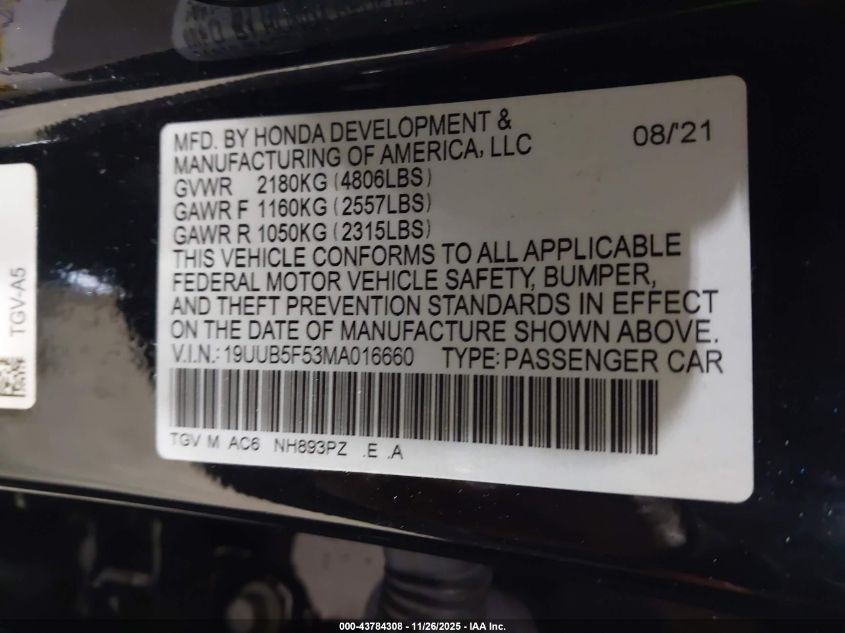 MFD. BY HONDA DEVELOPMENT & 08/'21
MANUFACTURING OF AMERICA, LLC
GVWR 2180KG (4806LBS)
GAWR F 1160KG (2557LBS)
GAWR R 1050KG (2315LBS)
THIS VEHICLE CONFORMS TO ALL APPLICABLE
FEDERAL MOTOR VEHICLE SAFETY, BUMPER,
AND THEFT PREVENTION STANDARDS IN EFFECT
ON THE DATE OF MANUFACTURE SHOWN ABOVE.
V.I.N.: 19UUB5F53MA016660 TYPE: PASSENGER CAR
TGV M AC6 NH893PZ .E .A
TGV-A5
000-43784308 - 11/26/2025 - IAA Inc.